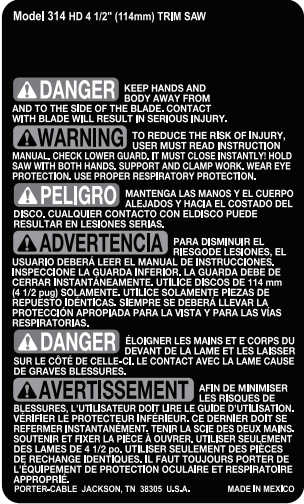 Model 314 HD 4 1/2" (114mm) TRIM SAW
DANGER KEEP HANDS AND
BODY AWAY FROM
AND TO THE SIDE OF THE BLADE. CONTACT
WITH BLADE WILL RESULT IN SERIOUS INJURY.
WARNING TO REDUCE THE RISK OF INJURY,
USER MUST READ INSTRUCTION
MANUAL, CHECK LOWER GUARD, IT MUST CLOSE INSTANTLY! HOLD
SAW WITH BOTH HANDS. SUPPORT AND CLAMP WORK, WEAR EYE
PROTECTION. USE PROPER RESPIRATORY PROTECTION.
PELIGRO MANTENGA LAS MANOS Y EL CUERPO
ALEJADOS Y HACIA EL COSTADO DEL
DISCO. CUALQUIER CONTACTO CON ELDISCO PUEDE
RESULTAR EN LESIONES SERIAS.
ADVERTENCIA PARA DISMINUIR EL
RIESGODE LESIONES, EL
USUARIO DEBERÁ LEER EL MANUAL DE INSTRUCCIONES.
INSPECCIONE LA GUARDA INFERIOR. LA GUARDA DEBE DE
CERRAR INSTANTÁNEAMENTE. UTILICE DISCOS DE 114 mm
(4 1/2 pug) SOLAMENTE. UTILICE SOLAMENTE PIEZAS DE
REPUESTO IDÉNTICAS. SIEMPRE SE DEBERÁ LLEVAR LA
PROTECCIÓN APROPIADA PARA LA VISTA Y PARA LAS VÍAS
RESPIRATORIAS.
DANGER ÉLOIGNER LES MAINS ET E CORPS DU
DEVANT DE LA LAME ET LES LAISSER
SUR LE CÔTÉ DE CELLE-CI. LE CONTACT AVEC LA LAME CAUSE
DE GRAVES BLESSURES.
AVERTISSEMENT AFIN DE MINIMISER
LES RISQUES DE
BLESSURES, L'UTILISATEUR DOIT LIRE LE GUIDE D'UTILISATION.
VÉRIFIER LE PROTECTEUR INFÉRIEUR. CE DERNIER DOIT SE
REFERMER INSTANTANÉMENT. TENIR LA SCIE DES DEUX MAINS.
SOUTENIR ET FIXER LA PIÈCE À OUVRER. UTILISER SEULEMENT
DES LAMES DE 4 1/2 po. UTILISER SEULEMENT DES PIÈCES
DE RECHANGE IDENTIQUES. IL FAUT TOUJOURS PORTER DE
L'ÉQUIPEMENT DE PROTECTION OCULAIRE ET RESPIRATOIRE
APPROPRIÉ.
PORTER-CABLE JACKSON, TN 38305 U.S.A. MADE IN MEXICO